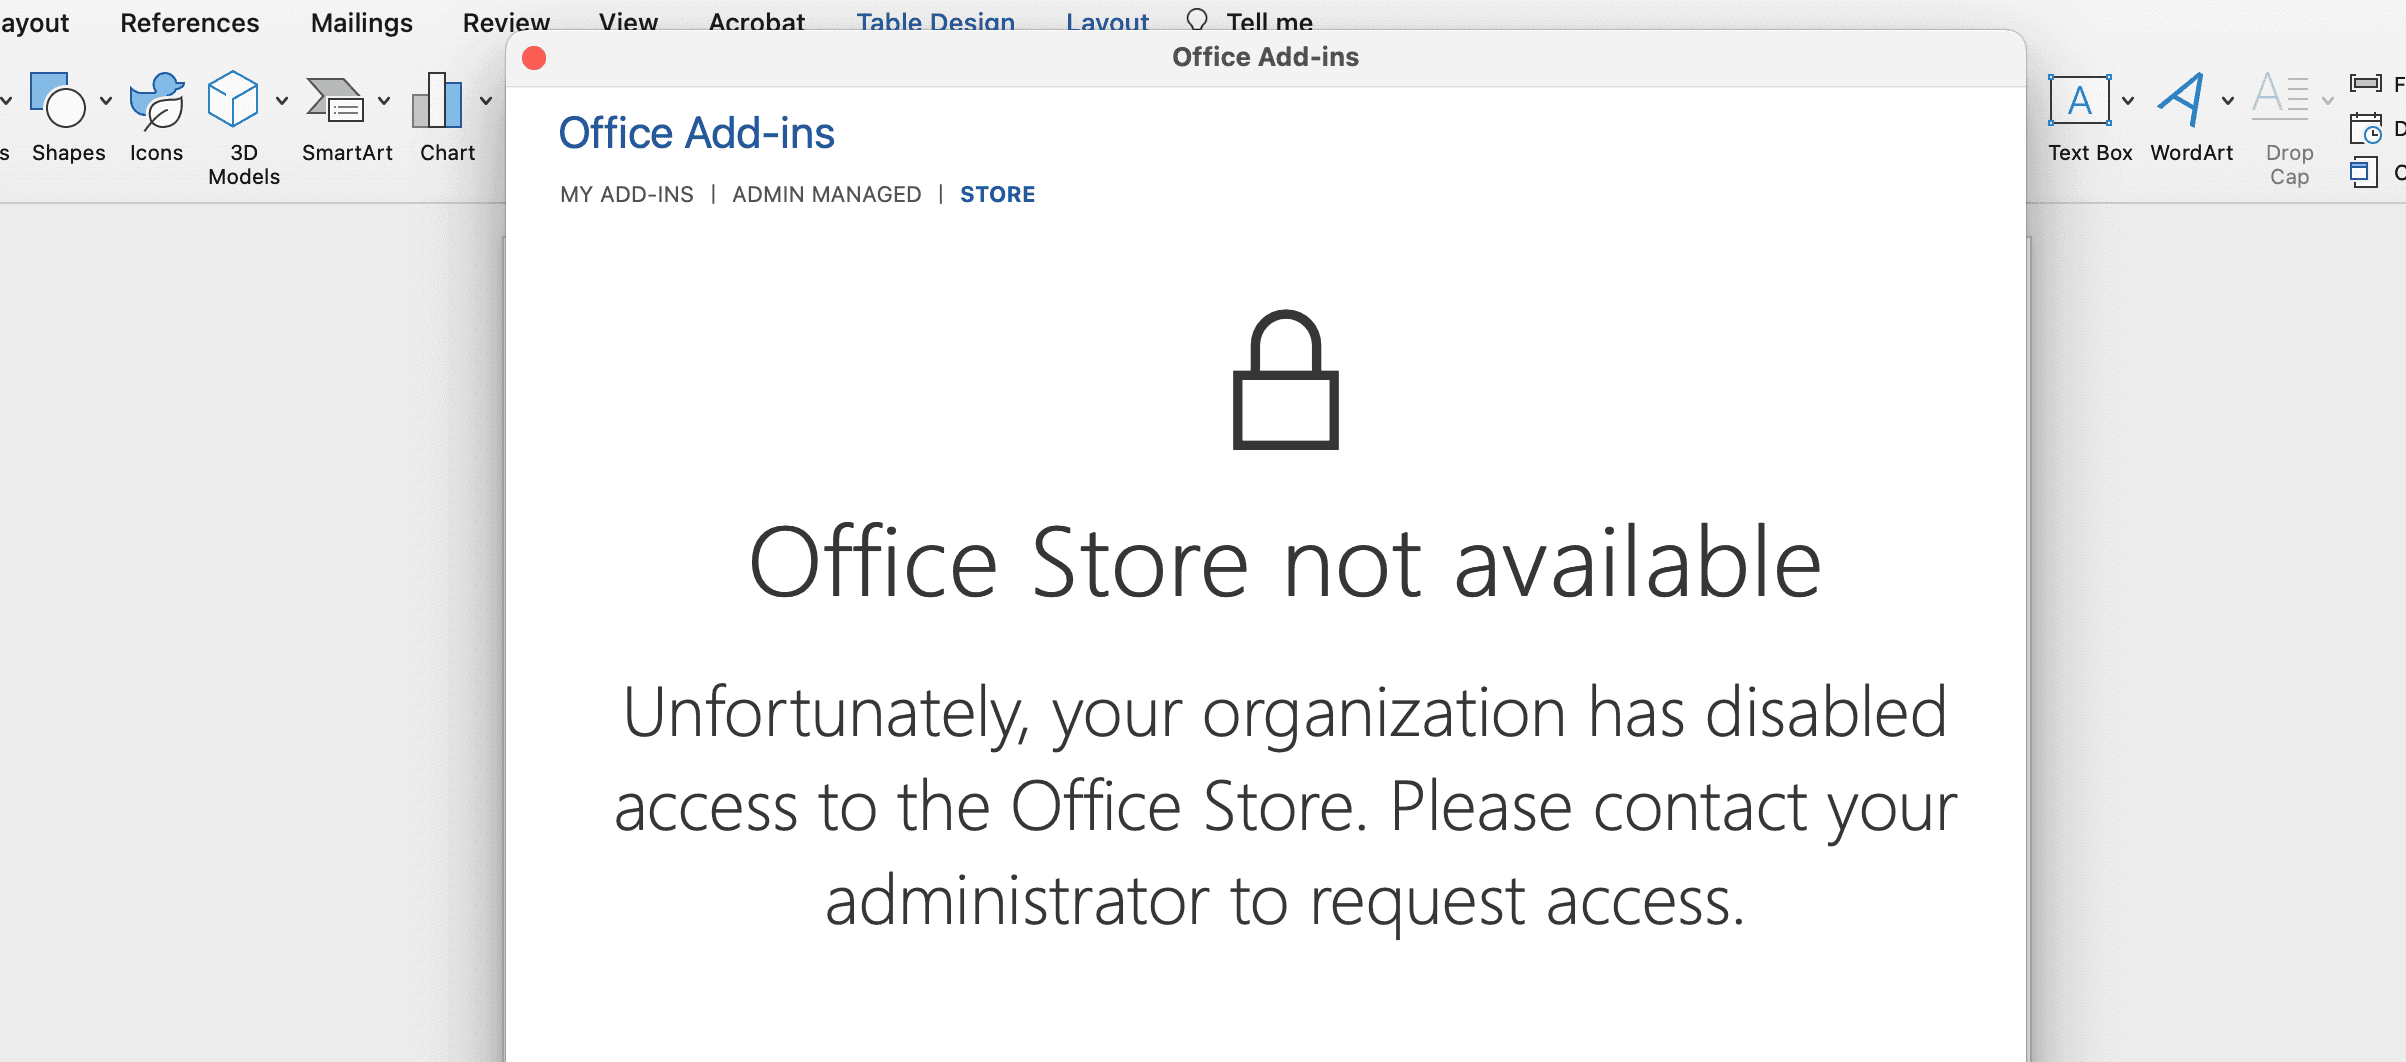 ayout References Mailings Review View Acrobat Table Design Layout Tell me
Office Add-ins
s Shapes Icons 3D Models SmartArt Chart
A Text Box WordArt Drop Cap
F
D
C
Office Add-ins
MY ADD-INS | ADMIN MANAGED | STORE
Office Store not available
Unfortunately, your organization has disabled
access to the Office Store. Please contact your
administrator to request access.